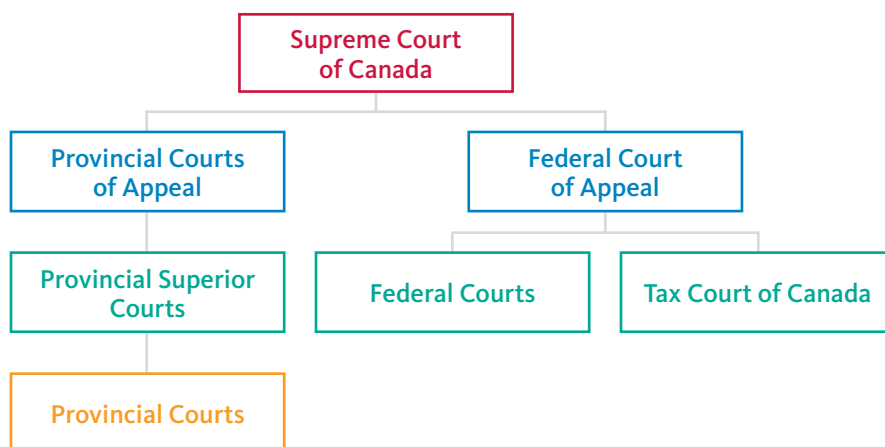 Supreme Court
of Canada
Provincial Courts
of Appeal
Federal Court
of Appeal
Provincial Superior
Courts
Federal Courts
Tax Court of Canada
Provincial Courts